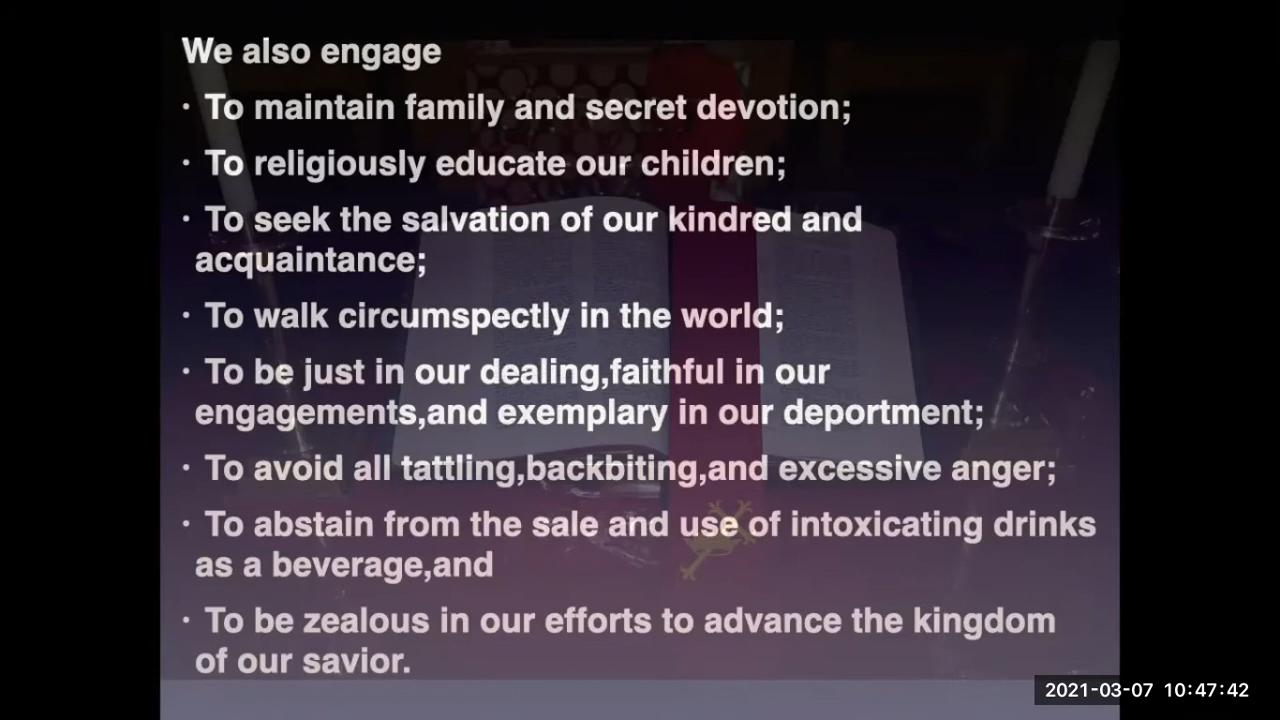 We also engage
· To maintain family and secret devotion;
· To religiously educate our children;
· To seek the salvation of our kindred and
acquaintance;
· To walk circumspectly in the world;
· To be just in our dealing,faithful in our
engagements,and exemplary in our deportment;
· To avoid all tattling,backbiting,and excessive anger;
· To abstain from the sale and use of intoxicating drinks
as a beverage,and
· To be zealous in our efforts to advance the kingdom
of our savior.
2021-03-07 10:47:42